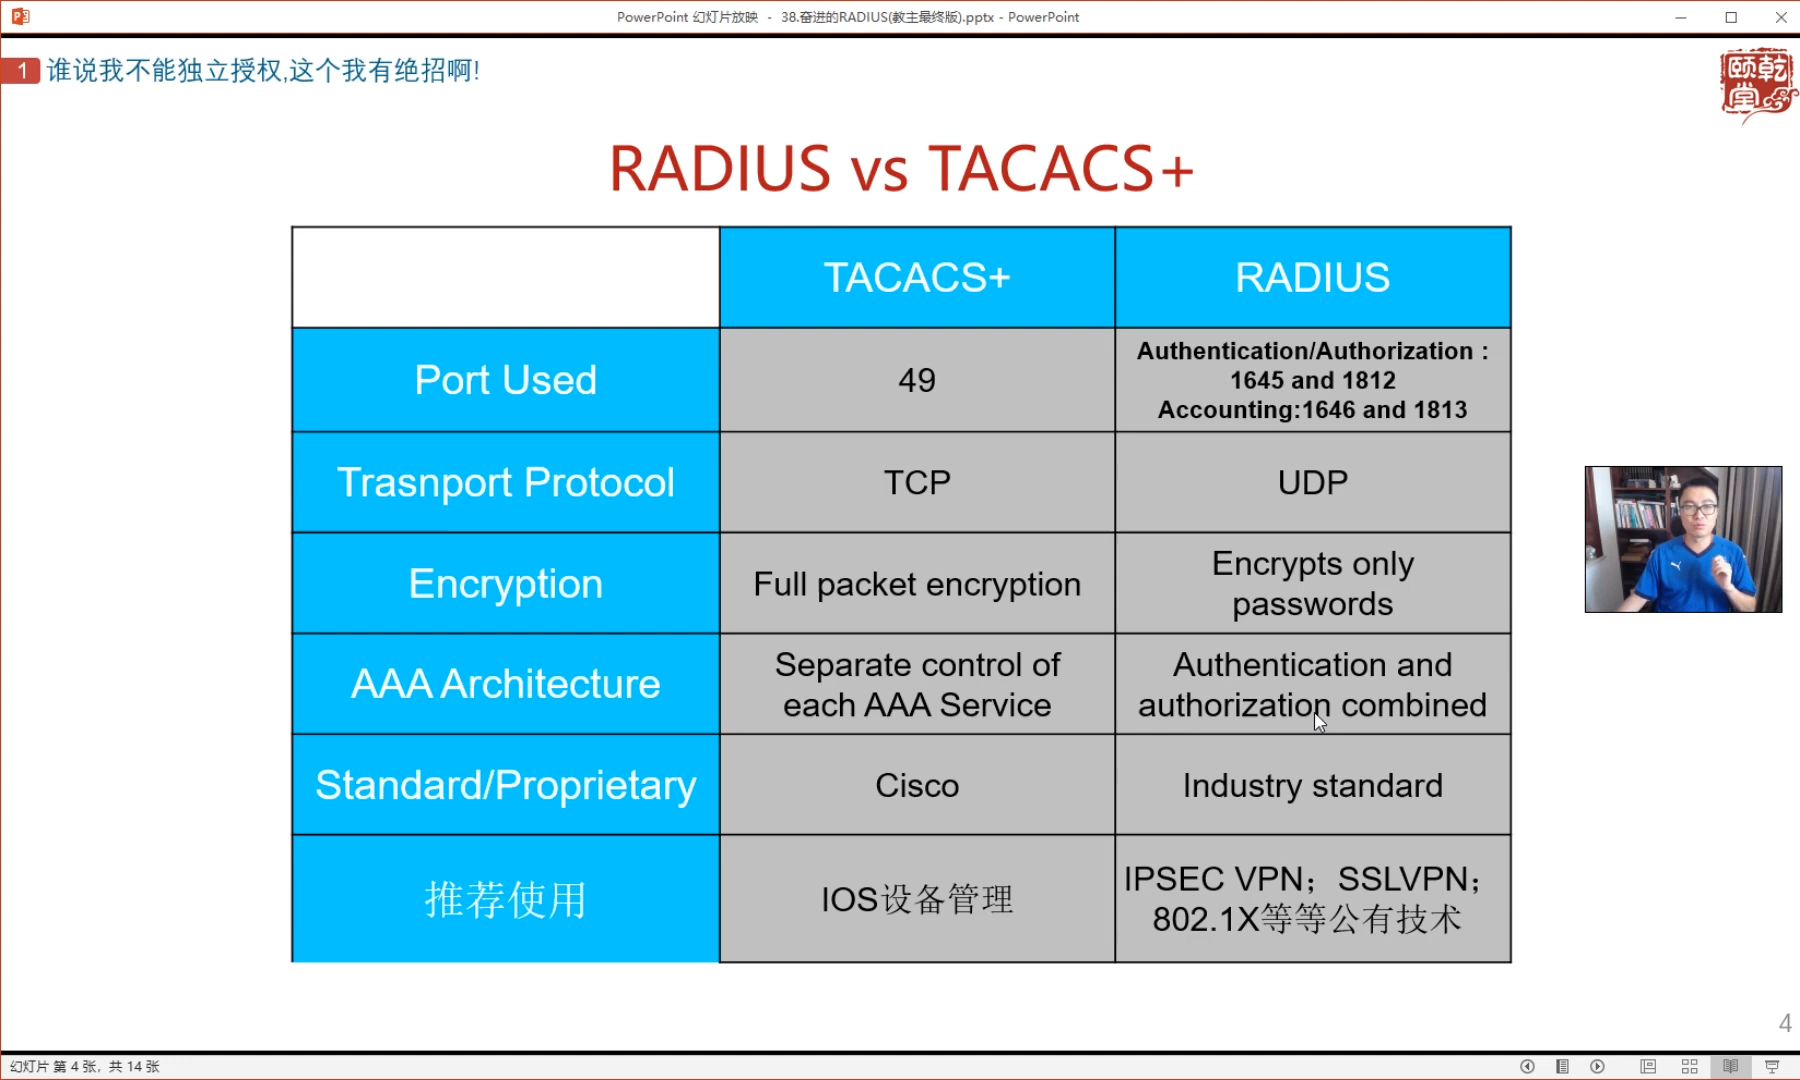 PowerPoint 幻灯片放映 - 38.奋进的RADIUS(教主最终版).pptx - PowerPoint
1 谁说我不能独立授权,这个我有绝招啊!
颐乾堂
RADIUS vs TACACS+
TACACS+
RADIUS
Port Used
49
Authentication/Authorization :
1645 and 1812
Accounting:1646 and 1813
Trasnport Protocol
TCP
UDP
Encryption
Full packet encryption
Encrypts only
passwords
AAA Architecture
Separate control of
each AAA Service
Authentication and
authorization combined
Standard/Proprietary
Cisco
Industry standard
推荐使用
IOS设备管理
IPSEC VPN；SSLVPN；
802.1X等等公有技术
4
幻灯片 第 4 张，共 14 张